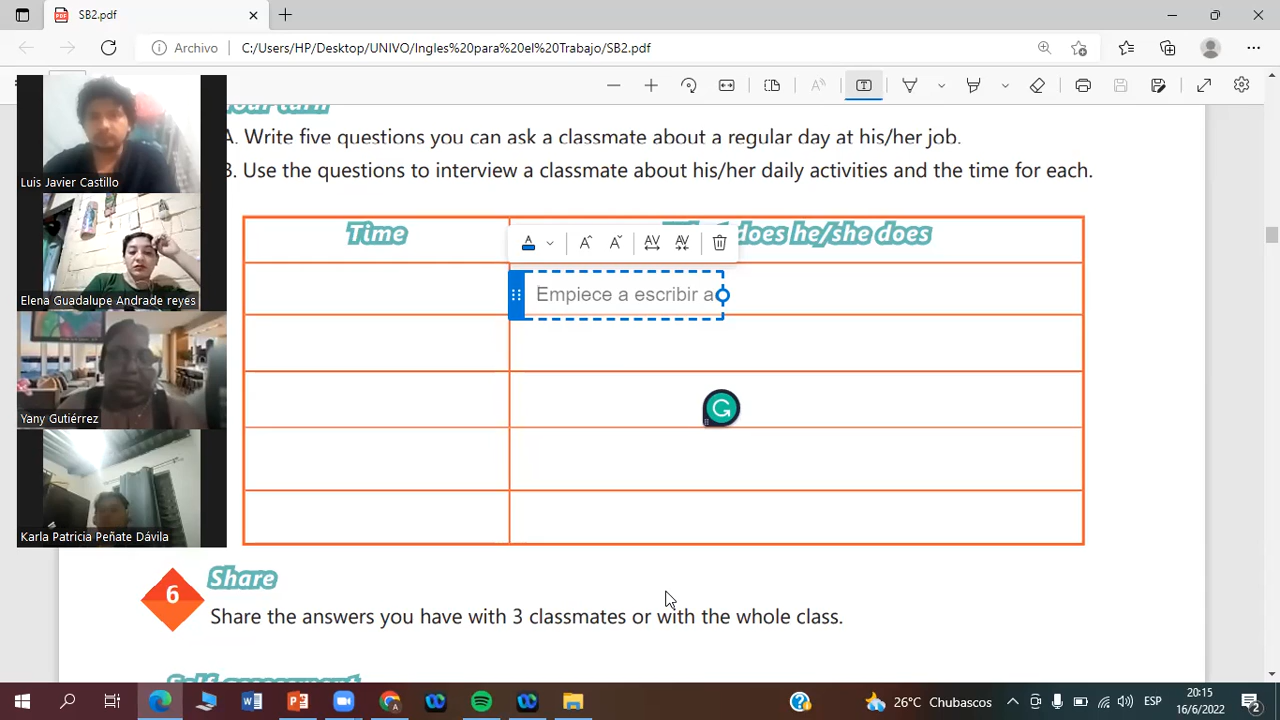 SB2.pdf
Archivo
C:/Users/HP/Desktop/UNIVO/Ingles%20para%20el%20Trabajo/SB2.pdf
A. Write five questions you can ask a classmate about a regular day at his/her job.
B. Use the questions to interview a classmate about his/her daily activities and the time for each.
Time
does he/she does
Empiece a escribir a
Luis Javier Castillo
Elena Guadalupe Andrade reyes
Yany Gutiérrez
Karla Patricia Peñate Dávila
6
Share
Share the answers you have with 3 classmates or with the whole class.
Self-assessment
26°C Chubascos
ESP
20:15
16/6/2022
2